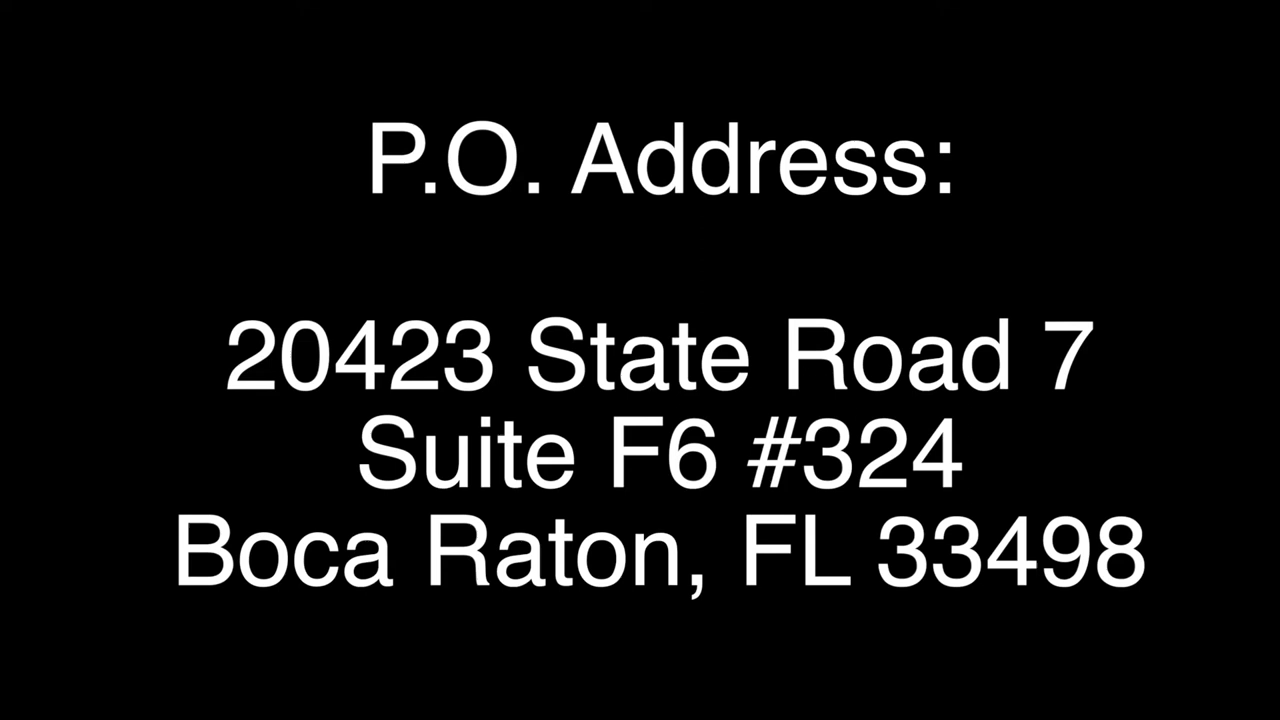 P.O. Address:
20423 State Road 7
Suite F6 #324
Boca Raton, FL 33498